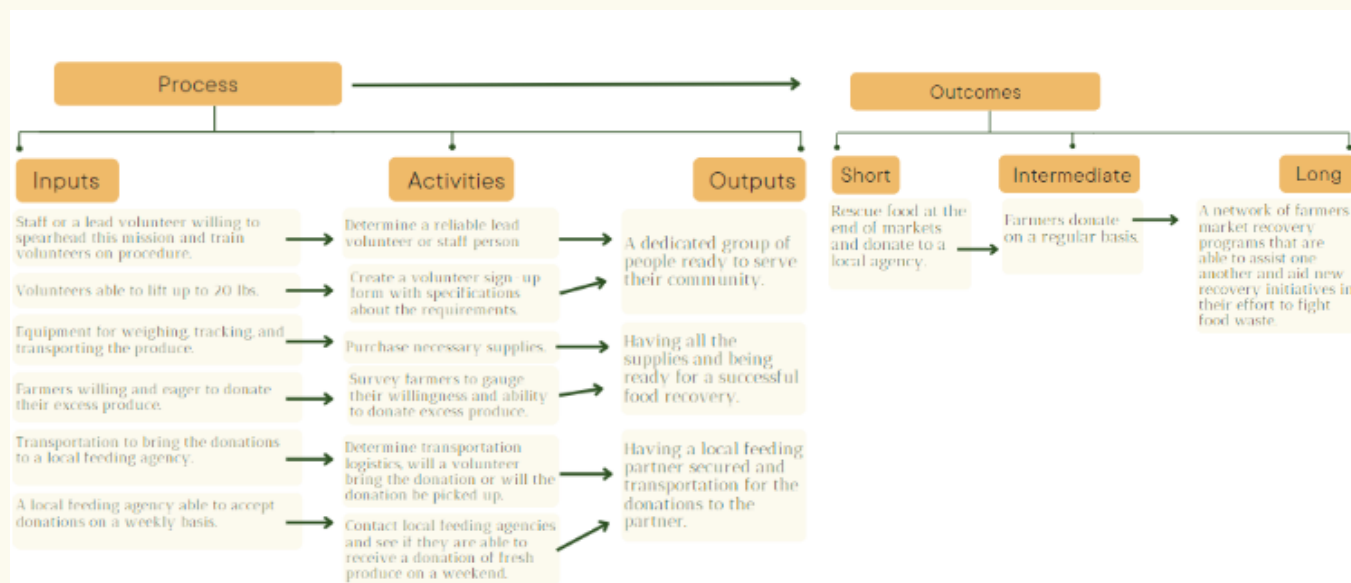 Process
Outcomes
Inputs
Activities
Outputs
Short
Intermediate
Long
Staff or a lead volunteer willing to
spearhead this mission and train
volunteers on procedure.
Volunteers able to lift up to 20 lbs.
Equipment for weighing, tracking, and
transporting the produce.
Farmers willing and eager to donate
their excess produce.
Transportation to bring the donations
to a local feeding agency.
A local feeding agency able to accept
donations on a weekly basis.
Determine a reliable lead
volunteer or staff person
Create a volunteer sign-up
form with specifications
about the requirements.
Purchase necessary supplies.
Survey farmers to gauge
their willingness and ability
to donate excess produce.
Determine transportation
logistics, will a volunteer
bring the donation or will the
donation be picked up.
Contact local feeding agencies
and see if they are able to
receive a donation of fresh
produce on a weekend.
A dedicated group of
people ready to serve
their community.
Having all the
supplies and being
ready for a successful
food recovery.
Having a local feeding
partner secured and
transportation for the
donations to the
partner.
Rescue food at the
end of markets
and donate to a
local agency.
Farmers donate
on a regular basis.
A network of farmers
market recovery
programs that are
able to assist one
another and aid new
recovery initiatives in
their effort to fight
food waste.